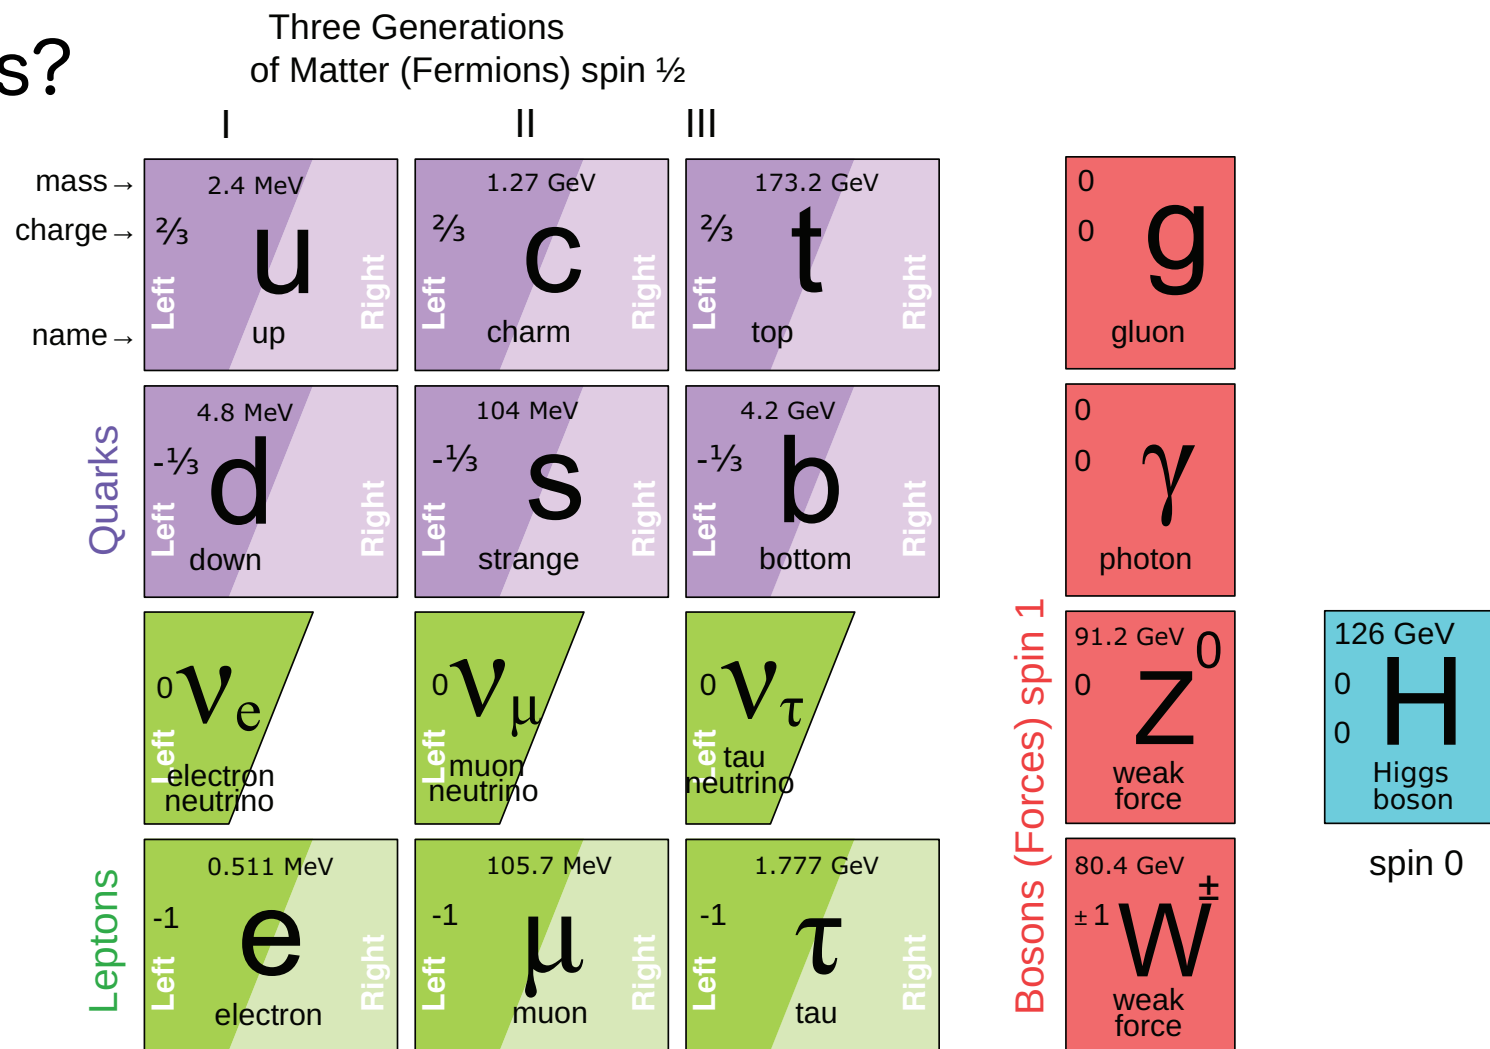 s?
Three Generations
of Matter (Fermions) spin ½
I II III
mass→
charge→
name→
2.4 MeV
⅔
u
Left
Right
up
1.27 GeV
⅔
c
Left
Right
charm
173.2 GeV
⅔
t
Left
Right
top
0
0
g
gluon
Quarks
4.8 MeV
-⅓
d
Left
Right
down
104 MeV
-⅓
s
Left
Right
strange
4.2 GeV
-⅓
b
Left
Right
bottom
0
0
γ
photon
0
νe
Left
electron
neutrino
0
νμ
Left
muon
neutrino
0
ντ
Left
tau
neutrino
Bosons (Forces) spin 1
91.2 GeV
0
Z0
weak
force
126 GeV
0
0
H
Higgs
boson
spin 0
Leptons
0.511 MeV
-1
e
Left
Right
electron
105.7 MeV
-1
μ
Left
Right
muon
1.777 GeV
-1
τ
Left
Right
tau
80.4 GeV
±1
W±
weak
force